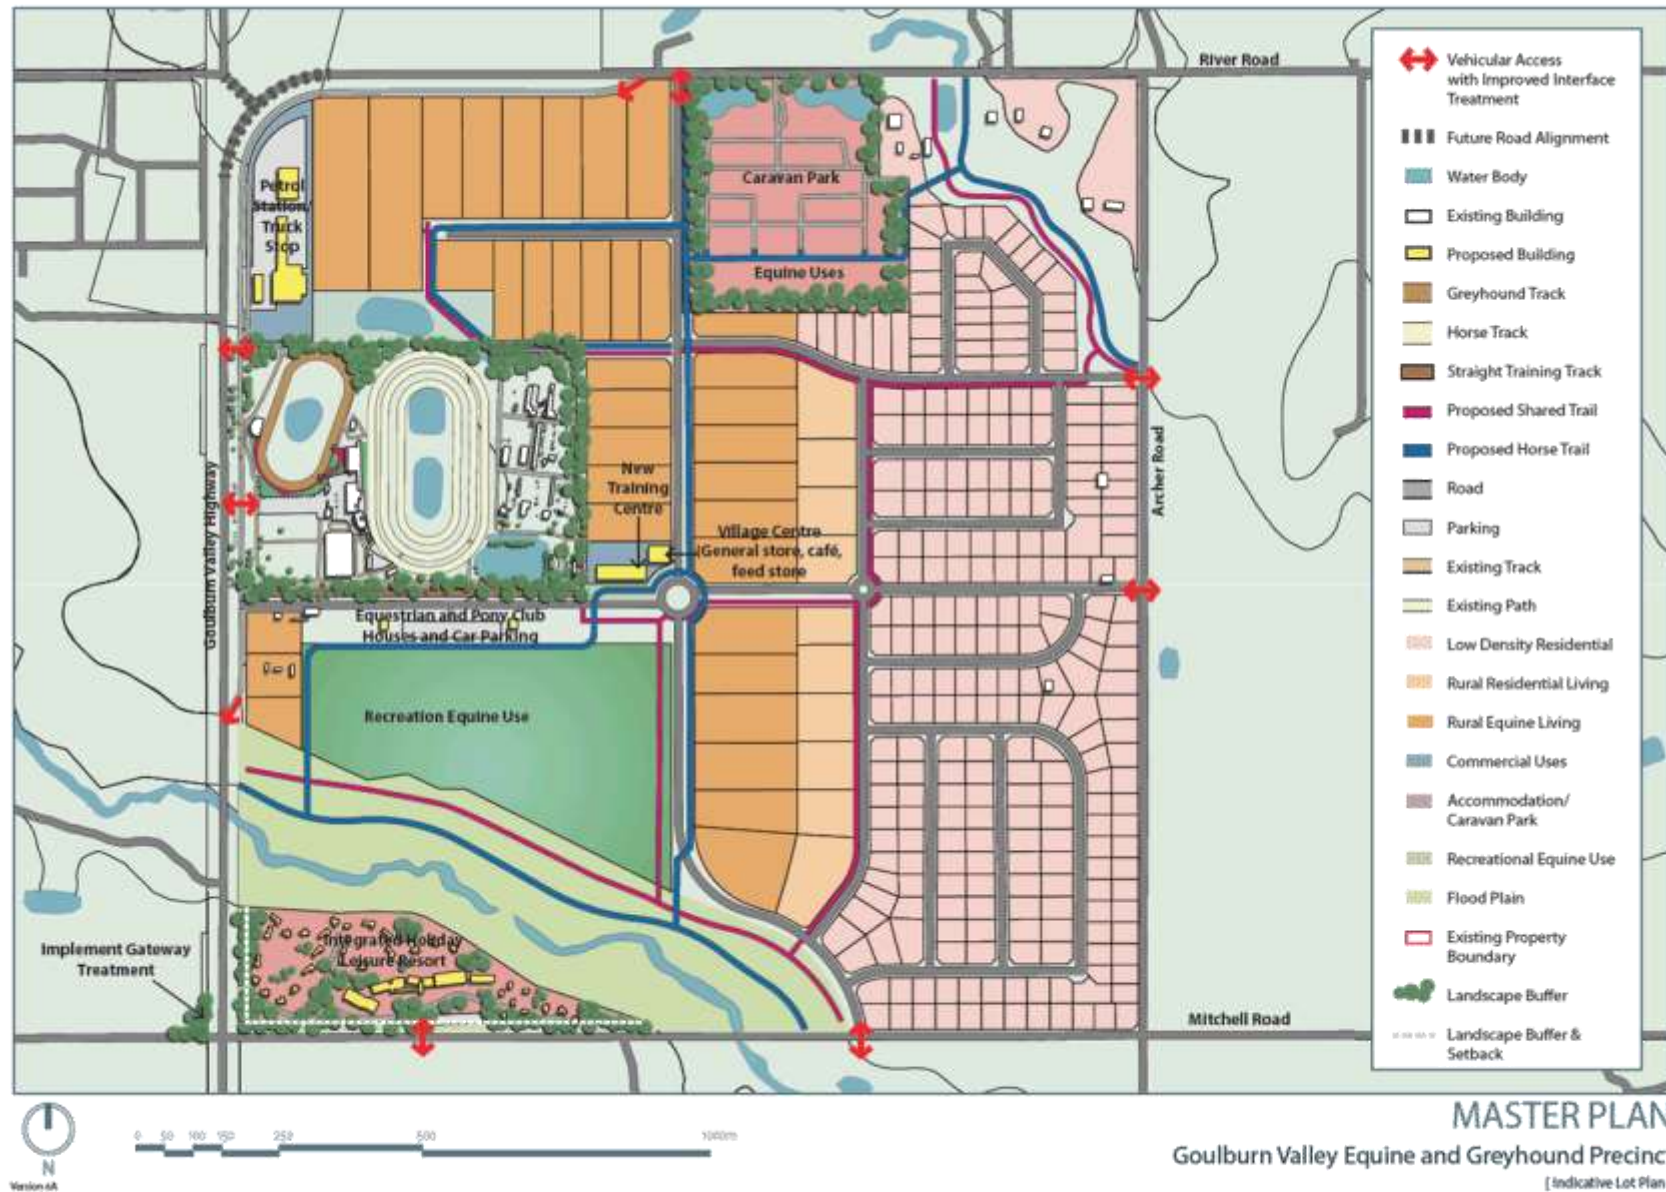 River Road
Petrol
Station/
Truck
Stop
Caravan Park
Equine Uses
Goulburn Valley Highway
New
Training
Centre
Village Centre
(General store, café,
feed store
Archer Road
Equestrian and Pony Club
Houses and Car Parking
Recreation Equine Use
Integrated Holiday
Leisure Resort
Implement Gateway
Treatment
Mitchell Road
Vehicular Access
with Improved Interface
Treatment
Future Road Alignment
Water Body
Existing Building
Proposed Building
Greyhound Track
Horse Track
Straight Training Track
Proposed Shared Trail
Proposed Horse Trail
Road
Parking
Existing Track
Existing Path
Low Density Residential
Rural Residential Living
Rural Equine Living
Commercial Uses
Accommodation/
Caravan Park
Recreational Equine Use
Flood Plain
Existing Property
Boundary
Landscape Buffer
Landscape Buffer &
Setback
N
Version 6A
0 50 100 150 250 500 1000m
MASTER PLAN
Goulburn Valley Equine and Greyhound Precinc
[ Indicative Lot Plan